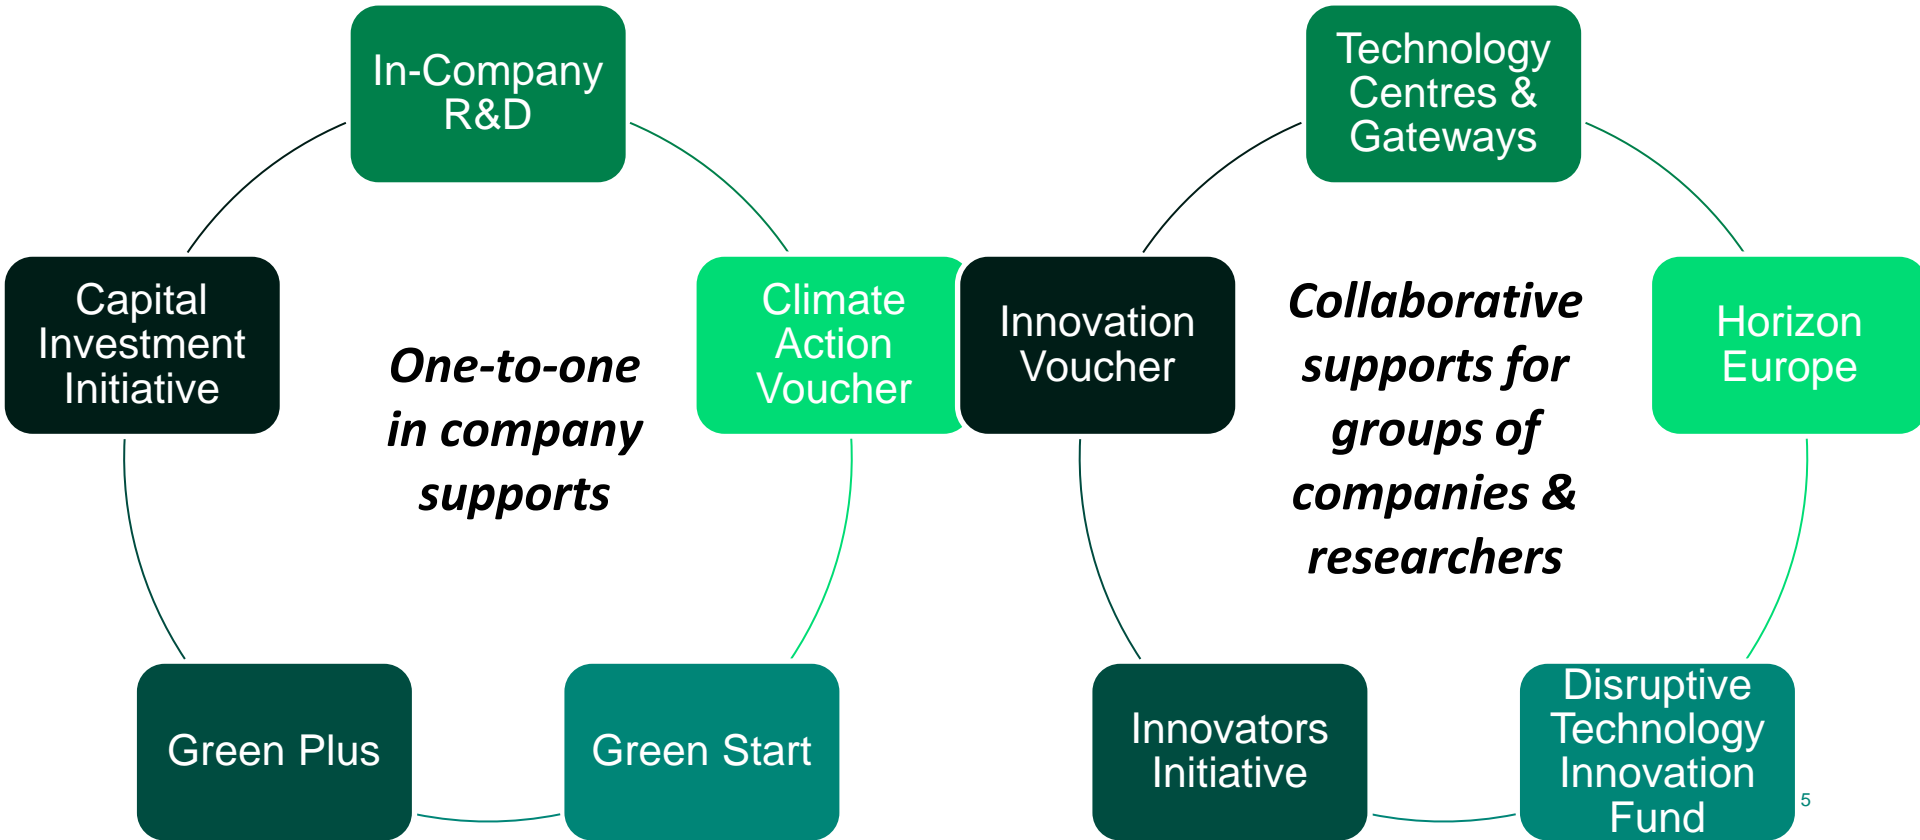 In-Company
R&D
Climate
Action
Voucher
Green Start
Green Plus
Capital
Investment
Initiative
One-to-one
in company
supports
Technology
Centres &
Gateways
Horizon
Europe
Disruptive
Technology
Innovation
Fund
Innovators
Initiative
Innovation
Voucher
Collaborative
supports for
groups of
companies &
researchers
5